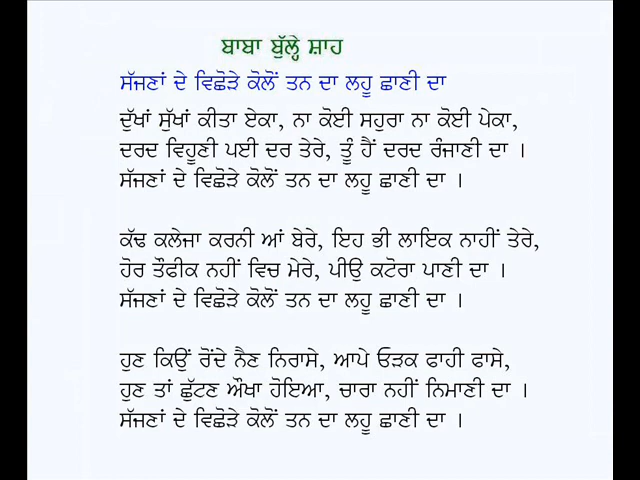 ਬਾਬਾ ਬੁੱਲ੍ਹੇ ਸ਼ਾਹ
ਸੱਜਣਾਂ ਦੇ ਵਿਛੋੜੇ ਕੋਲੋਂ ਤਨ ਦਾ ਲਹੂ ਛਾਣੀ ਦਾ
ਦੁੱਖਾਂ ਸੁੱਖਾਂ ਕੀਤਾ ਏਕਾ, ਨਾ ਕੋਈ ਸਹੁਰਾ ਨਾ ਕੋਈ ਪੇਕਾ,
ਦਰਦ ਵਿਹੂਣੀ ਪਈ ਦਰ ਤੇਰੇ, ਤੂੰ ਹੈਂ ਦਰਦ ਰੰਜਾਣੀ ਦਾ ।
ਸੱਜਣਾਂ ਦੇ ਵਿਛੋੜੇ ਕੋਲੋਂ ਤਨ ਦਾ ਲਹੂ ਛਾਣੀ ਦਾ ।
ਕੱਢ ਕਲੇਜਾ ਕਰਨੀ ਆਂ ਬੇਰੇ, ਇਹ ਭੀ ਲਾਇਕ ਨਾਹੀਂ ਤੇਰੇ,
ਹੋਰ ਤੌਫੀਕ ਨਹੀਂ ਵਿਚ ਮੇਰੇ, ਪੀਉ ਕਟੋਰਾ ਪਾਣੀ ਦਾ ।
ਸੱਜਣਾਂ ਦੇ ਵਿਛੋੜੇ ਕੋਲੋਂ ਤਨ ਦਾ ਲਹੂ ਛਾਣੀ ਦਾ ।
ਹੁਣ ਕਿਉਂ ਰੋਂਦੇ ਨੈਣ ਨਿਰਾਸੇ, ਆਪੇ ਓੜਕ ਫਾਹੀ ਫਾਸੇ,
ਹੁਣ ਤਾਂ ਛੁੱਟਣ ਔਖਾ ਹੋਇਆ, ਚਾਰਾ ਨਹੀਂ ਨਿਮਾਣੀ ਦਾ ।
ਸੱਜਣਾਂ ਦੇ ਵਿਛੋੜੇ ਕੋਲੋਂ ਤਨ ਦਾ ਲਹੂ ਛਾਣੀ ਦਾ ।